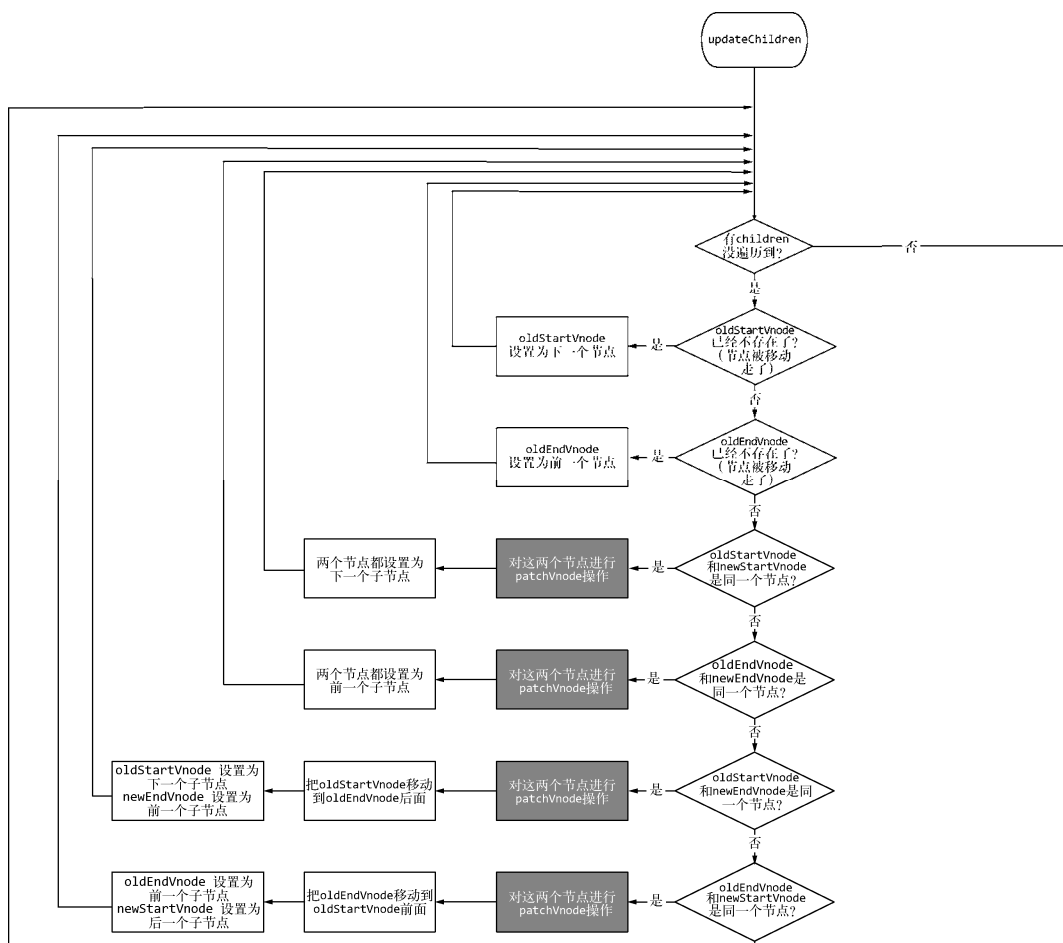 updateChildren
有children
没遍历到？
否
是
oldStartVnode
设置为下一个节点
是
oldStartVnode
已经不存在了？
（节点被移动
走了）
否
oldEndVnode
设置为前一个节点
是
oldEndVnode
已经不存在了？
（节点被移动
走了）
否
两个节点都设置为
下一个子节点
对这两个节点进行
patchVnode操作
是
oldStartVnode
和newStartVnode
是同一个节点？
否
两个节点都设置为
前一个子节点
对这两个节点进行
patchVnode操作
是
oldEndVnode
和newEndVnode是
同一个节点？
否
oldStartVnode 设置为
下一个子节点
newEndVnode 设置为
前一个子节点
把oldStartVnode移动
到oldEndVnode后面
对这两个节点进行
patchVnode操作
是
oldStartVnode
和newEndVnode是同
一个节点？
否
oldEndVnode 设置为
前一个子节点
newStartVnode 设置为
后一个子节点
把oldEndVnode移动到
oldStartVnode前面
对这两个节点进行
patchVnode操作
是
oldEndVnode
和newStartVnode
是同一个节点？